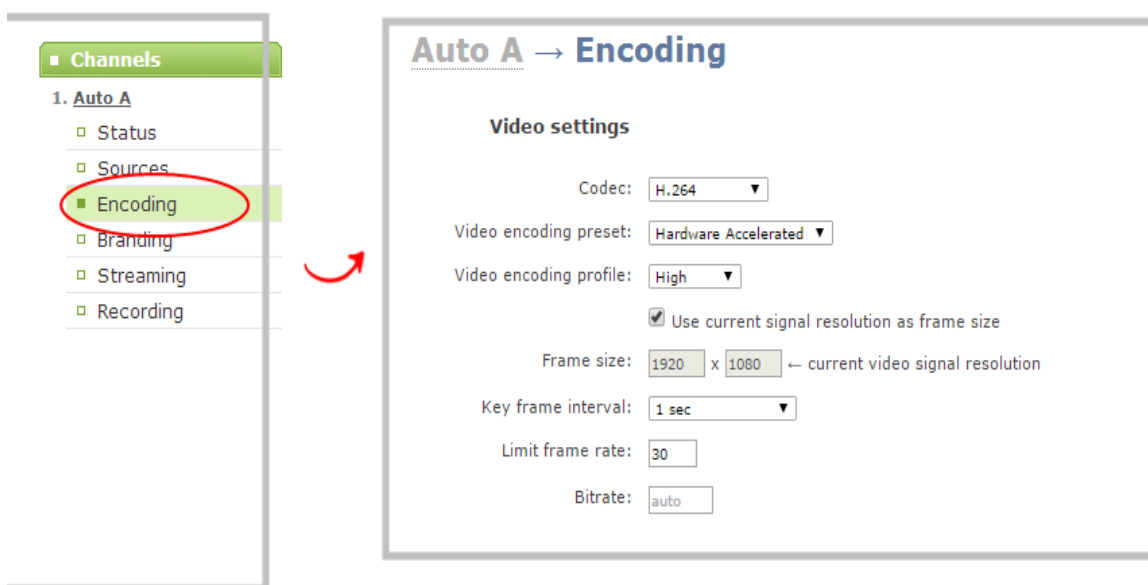 Channels
1. Auto A
Status
Sources
Encoding
Branding
Streaming
Recording
Auto A → Encoding
Video settings
Codec: H.264
Video encoding preset: Hardware Accelerated
Video encoding profile: High
Use current signal resolution as frame size
Frame size: 1920 x 1080 ← current video signal resolution
Key frame interval: 1 sec
Limit frame rate: 30
Bitrate: auto